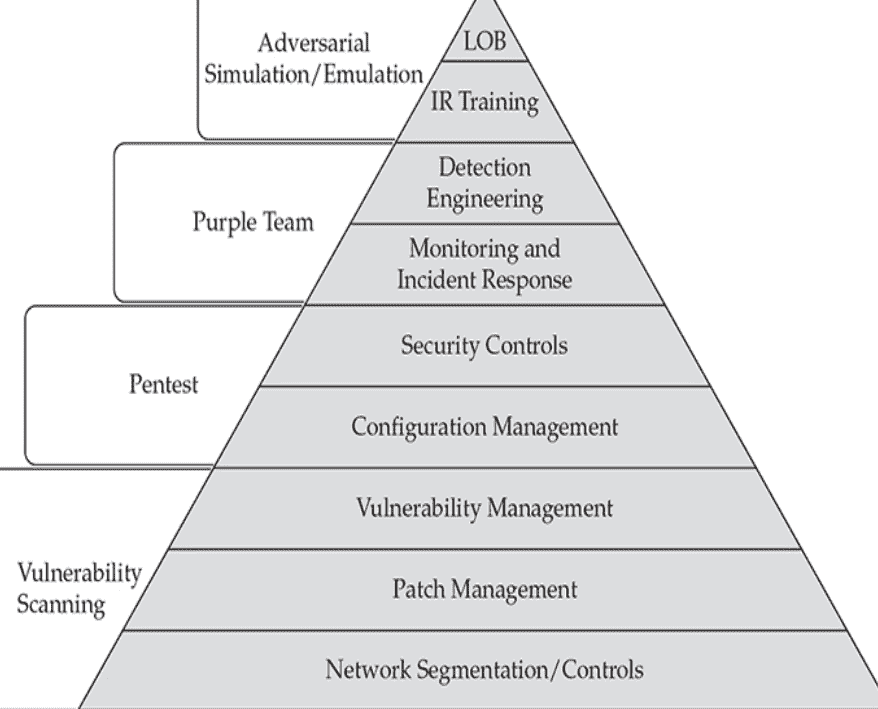 Adversarial
Simulation/Emulation
LOB
IR Training
Purple Team
Detection
Engineering
Monitoring and
Incident Response
Pentest
Security Controls
Configuration Management
Vulnerability
Scanning
Vulnerability Management
Patch Management
Network Segmentation/Controls